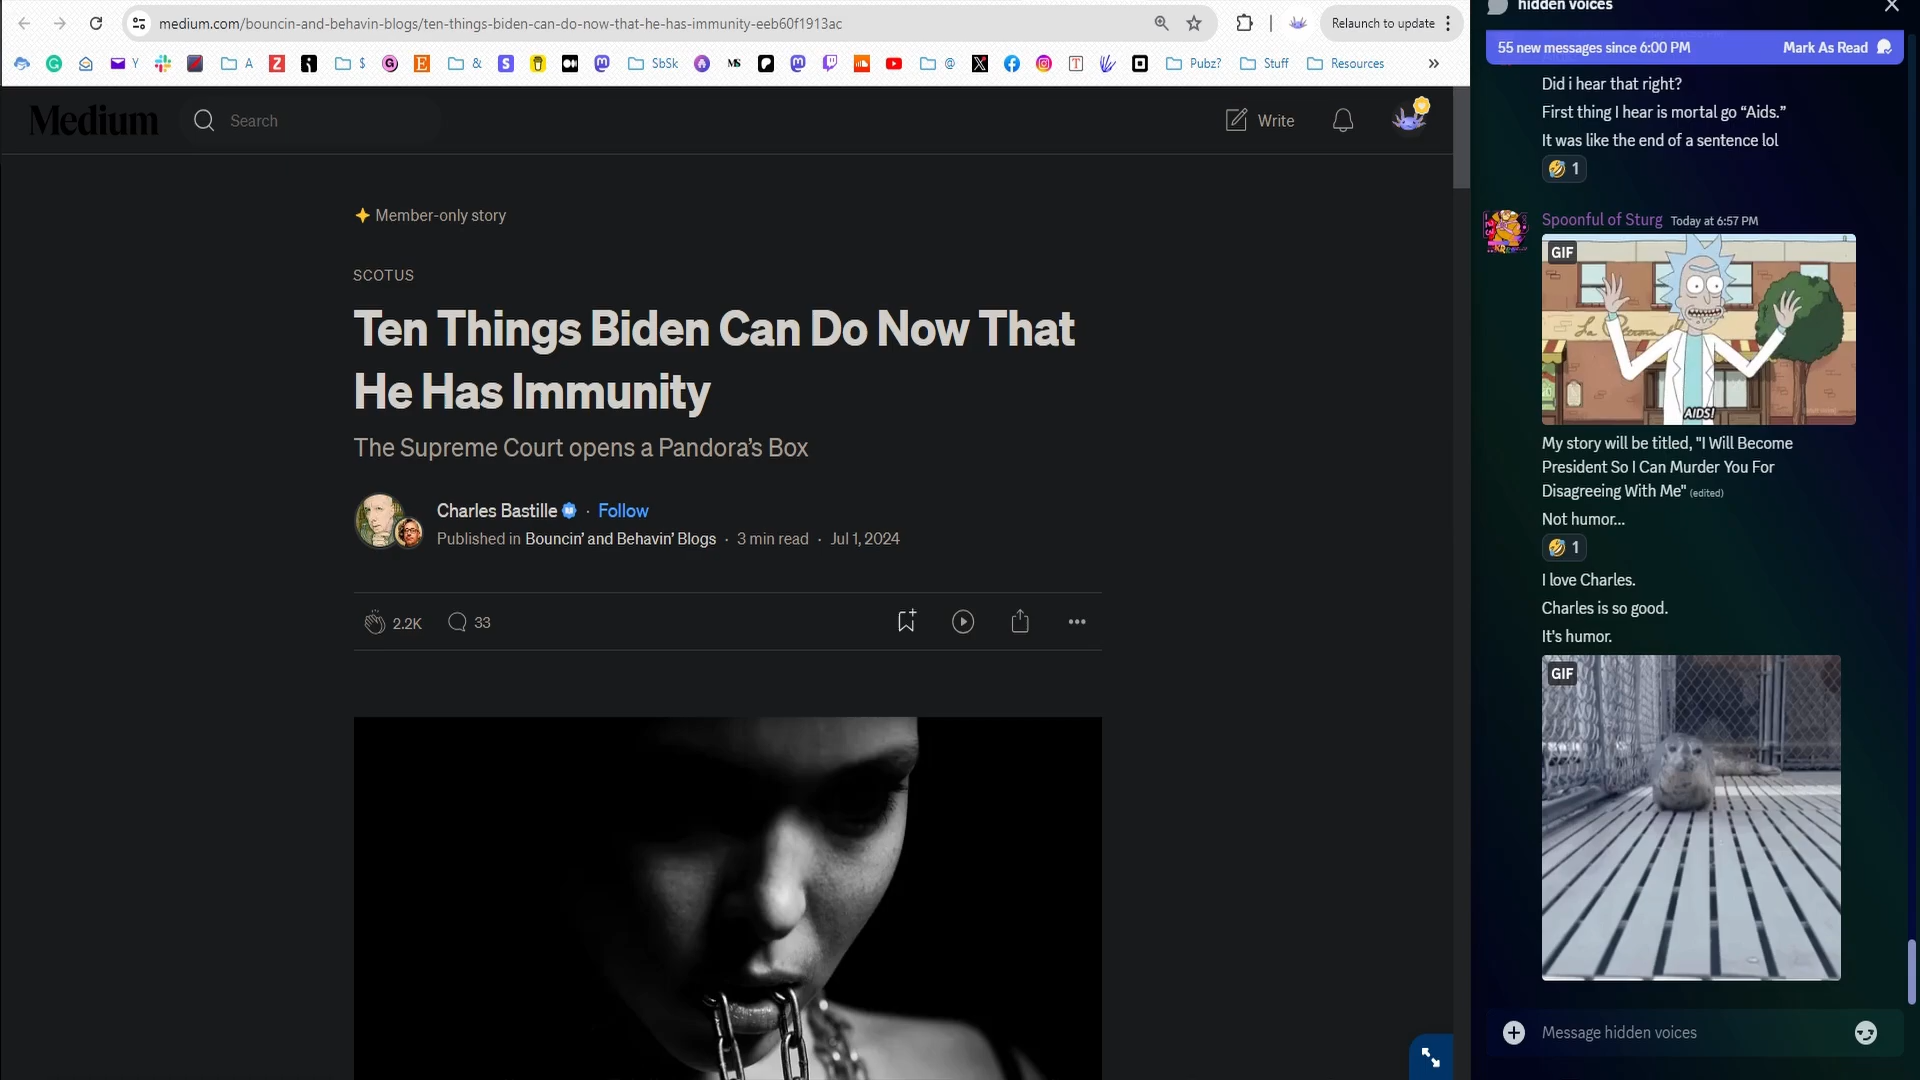 medium.com/bouncin-and-behavin-blogs/ten-things-biden-can-do-now-that-he-has-immunity-eeb60f1913ac
Relaunch to update
Y
A
$
&
SbSk
@
Pubz?
Stuff
Resources
»
Medium
Search
Write
Member-only story
SCOTUS
Ten Things Biden Can Do Now That
He Has Immunity
The Supreme Court opens a Pandora's Box
Charles Bastille · Follow
Published in Bouncin' and Behavin' Blogs · 3 min read · Jul 1, 2024
2.2K
33
hidden voices
55 new messages since 6:00 PM
Mark As Read
Did i hear that right?
First thing I hear is mortal go “Aids.”
It was like the end of a sentence lol
1
Spoonful of Sturg Today at 6:57 PM
GIF
AIDS!
My story will be titled, "I Will Become
President So I Can Murder You For
Disagreeing With Me" (edited)
Not humor...
1
I love Charles.
Charles is so good.
It's humor.
GIF
Message hidden voices